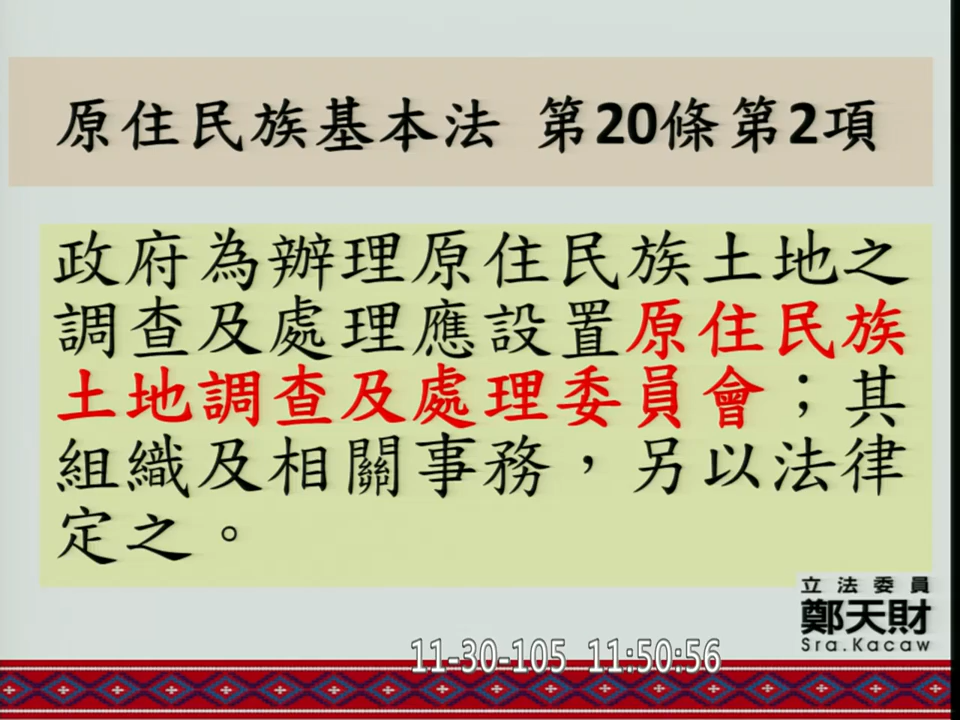 原住民族基本法 第20條第2項
政府為辦理原住民族土地之
調查及處理應設置原住民族
土地調查及處理委員會；其
組織及相關事務，另以法律
定之。
立法委員
鄭天財
Sra.Kacaw
11-30-105 11:50:56